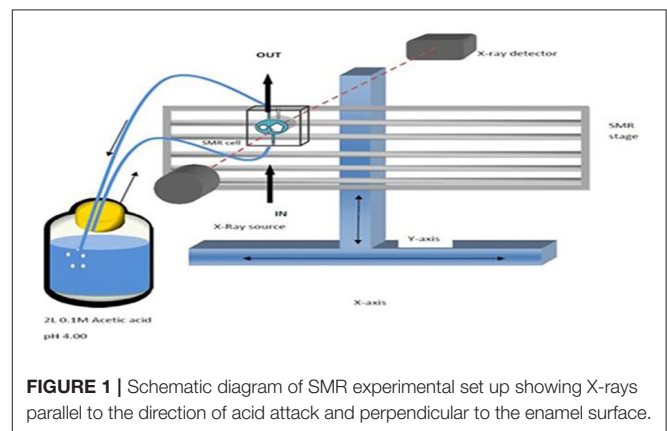 OUT
X-ray detector
SMR cell
SMR
stage
IN
X-Ray source
Y-axis
X-axis
2L 0.1M Acetic acid
pH 4.00
FIGURE 1 | Schematic diagram of SMR experimental set up showing X-rays
parallel to the direction of acid attack and perpendicular to the enamel surface.